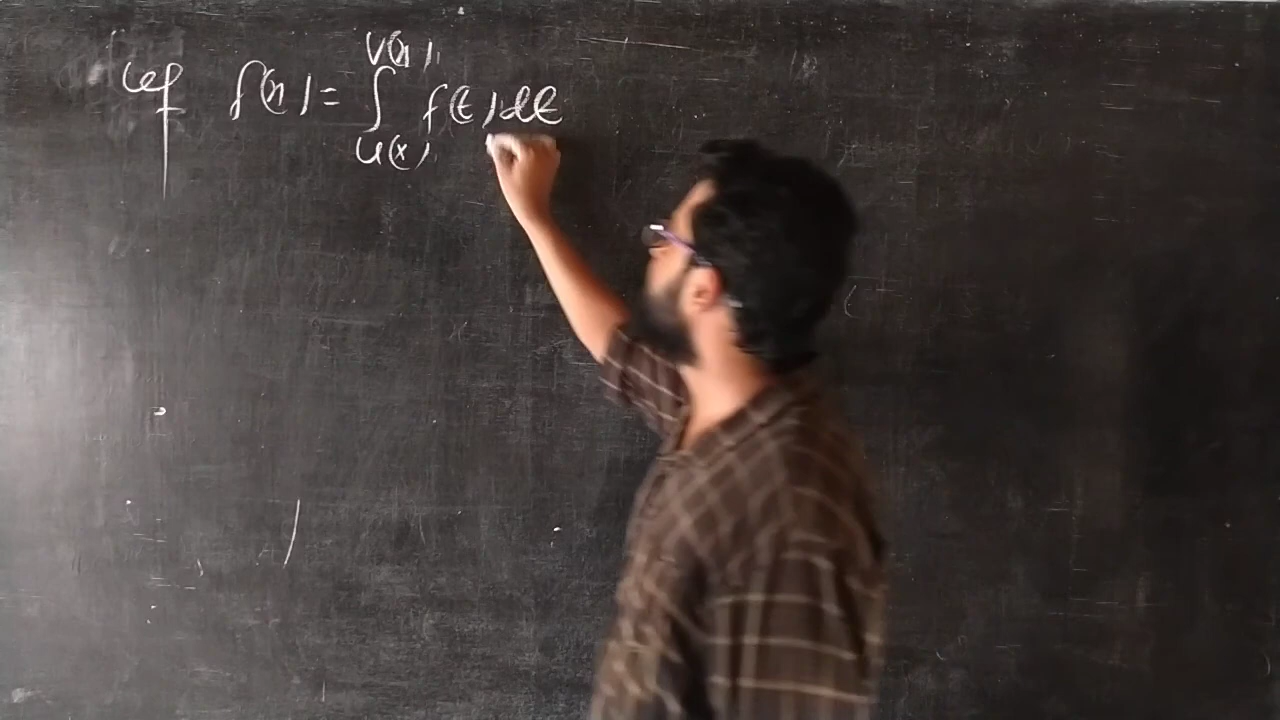 Let f(x) = ∫_{u(x)}^{v(x)} f(t) dt